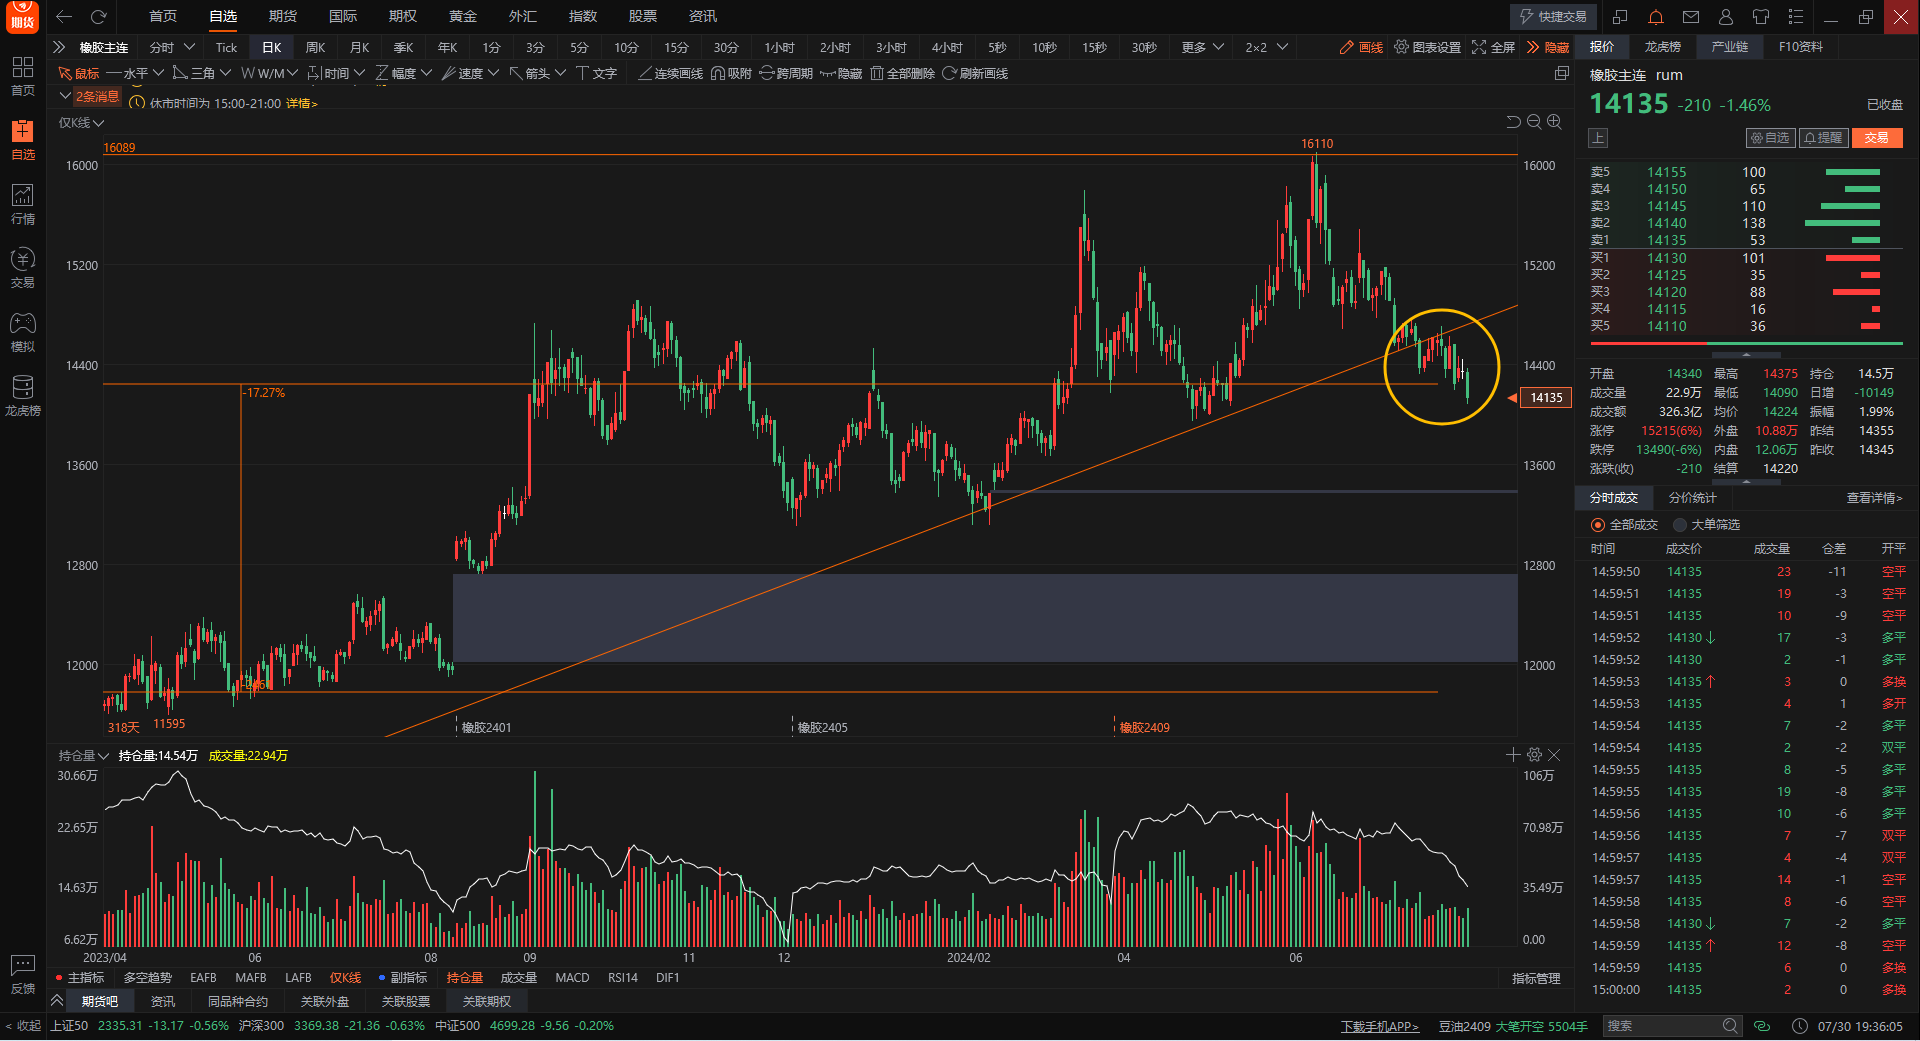 期货
首页 自选 期货 国际 期权 黄金 外汇 指数 股票 资讯 快捷交易
橡胶主连 分时 Tick 日K 周K 月K 季K 年K 1分 3分 5分 10分 15分 30分 1小时 2小时 3小时 4小时 5秒 10秒 15秒 30秒 更多 2×2 画线 图表设置 全屏 隐藏 报价 龙虎榜 产业链 F10资料
鼠标 水平 三角 W/M 时间 幅度 速度 箭头 文字 连续画线 吸附 跨周期 隐藏 全部删除 刷新画线
2条消息 休市时间为 15:00-21:00 详情>
仅K线
首页
自选
行情
交易
模拟
龙虎榜
反馈
< 收起
16089
16110
16000 16000
15200 15200
14400 14400
-17.27%
14135
13600 13600
12800 12800
12000 12000
318天 11595
橡胶2401 橡胶2405 橡胶2409
持仓量 持仓量:14.54万 成交量:22.94万
30.66万 106万
22.65万 70.98万
14.63万 35.49万
6.62万 0.00
2023/04 06 08 09 11 12 2024/02 04 06
主指标 多空趋势 EAFB MAFB LAFB 仅K线 副指标 持仓量 成交量 MACD RSI14 DIF1 指标管理
期货吧 资讯 同品种合约 关联外盘 关联股票 关联期权
橡胶主连 rum
14135 -210 -1.46% 已收盘
上 自选 提醒 交易
卖5 14155 100
卖4 14150 65
卖3 14145 110
卖2 14140 138
卖1 14135 53
买1 14130 101
买2 14125 35
买3 14120 88
买4 14115 16
买5 14110 36
开盘 14340 最高 14375 持仓 14.5万
成交量 22.9万 最低 14090 日增 -10149
成交额 326.3亿 均价 14224 振幅 1.99%
涨停 15215(6%) 外盘 10.88万 昨结 14355
跌停 13490(-6%) 内盘 12.06万 昨收 14345
涨跌(收) -210 结算 14220
分时成交 分价统计 查看详情>
全部成交 大单筛选
时间 成交价 成交量 仓差 开平
14:59:50 14135 23 -11 空平
14:59:51 14135 19 -3 空平
14:59:51 14135 10 -9 空平
14:59:52 14130↓ 17 -3 多平
14:59:52 14130 2 -1 多平
14:59:53 14135↑ 3 0 多换
14:59:53 14135 4 1 多开
14:59:54 14135 7 -2 多平
14:59:54 14135 2 -2 双平
14:59:55 14135 8 -5 多平
14:59:55 14135 19 -8 多平
14:59:56 14135 10 -6 多平
14:59:56 14135 7 -7 双平
14:59:57 14135 4 -4 双平
14:59:57 14135 14 -1 空平
14:59:58 14135 8 -6 空平
14:59:58 14130↓ 7 -2 多平
14:59:59 14135↑ 12 -8 空平
14:59:59 14135 6 0 多换
15:00:00 14135 2 0 多换
上证50 2335.31 -13.17 -0.56% 沪深300 3369.38 -21.36 -0.63% 中证500 4699.28 -9.56 -0.20% 下载手机APP> 豆油2409 大笔开空 5504手 搜索 07/30 19:36:05